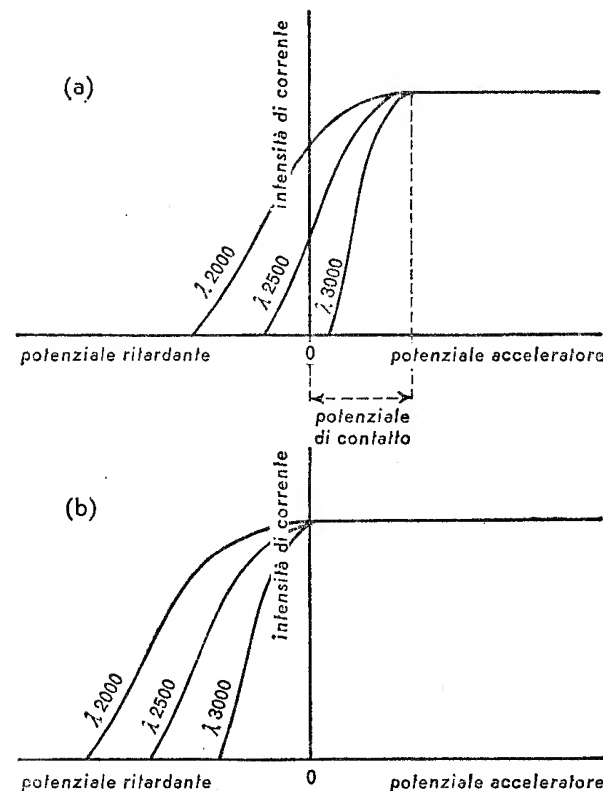 (a)
intensità di corrente
λ 2000
λ 2500
λ 3000
potenziale ritardante
0
potenziale acceleratore
potenziale
di contatto
(b)
intensità di corrente
λ 2000
λ 2500
λ 3000
potenziale ritardante
0
potenziale acceleratore